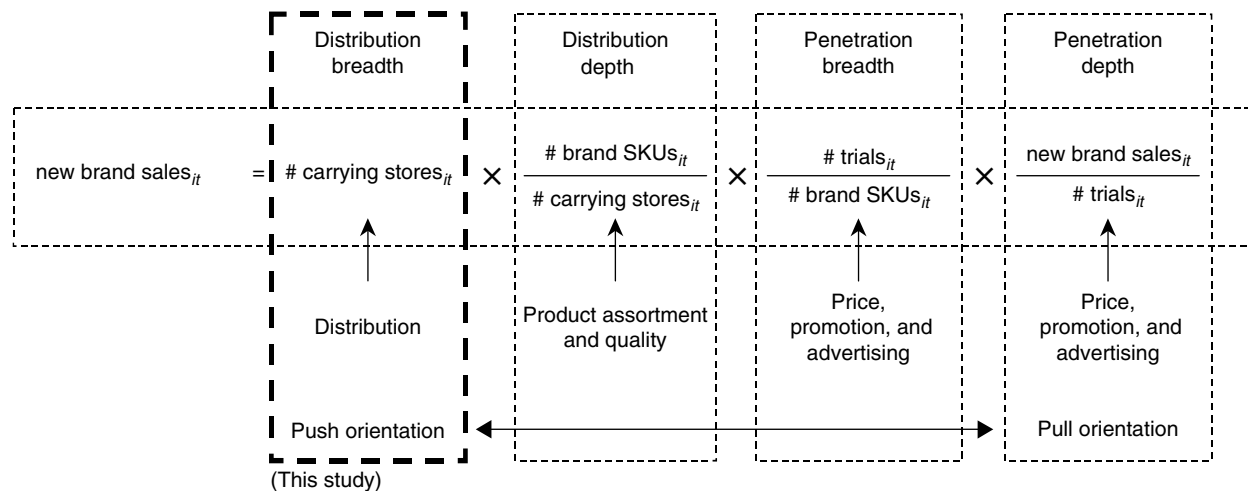 Distribution
breadth
Distribution
depth
Penetration
breadth
Penetration
depth
new brand sales_it = # carrying stores_it × # brand SKUs_it / # carrying stores_it × # trials_it / # brand SKUs_it × new brand sales_it / # trials_it
Distribution
Product assortment
and quality
Price,
promotion, and
advertising
Price,
promotion, and
advertising
Push orientation
Pull orientation
(This study)